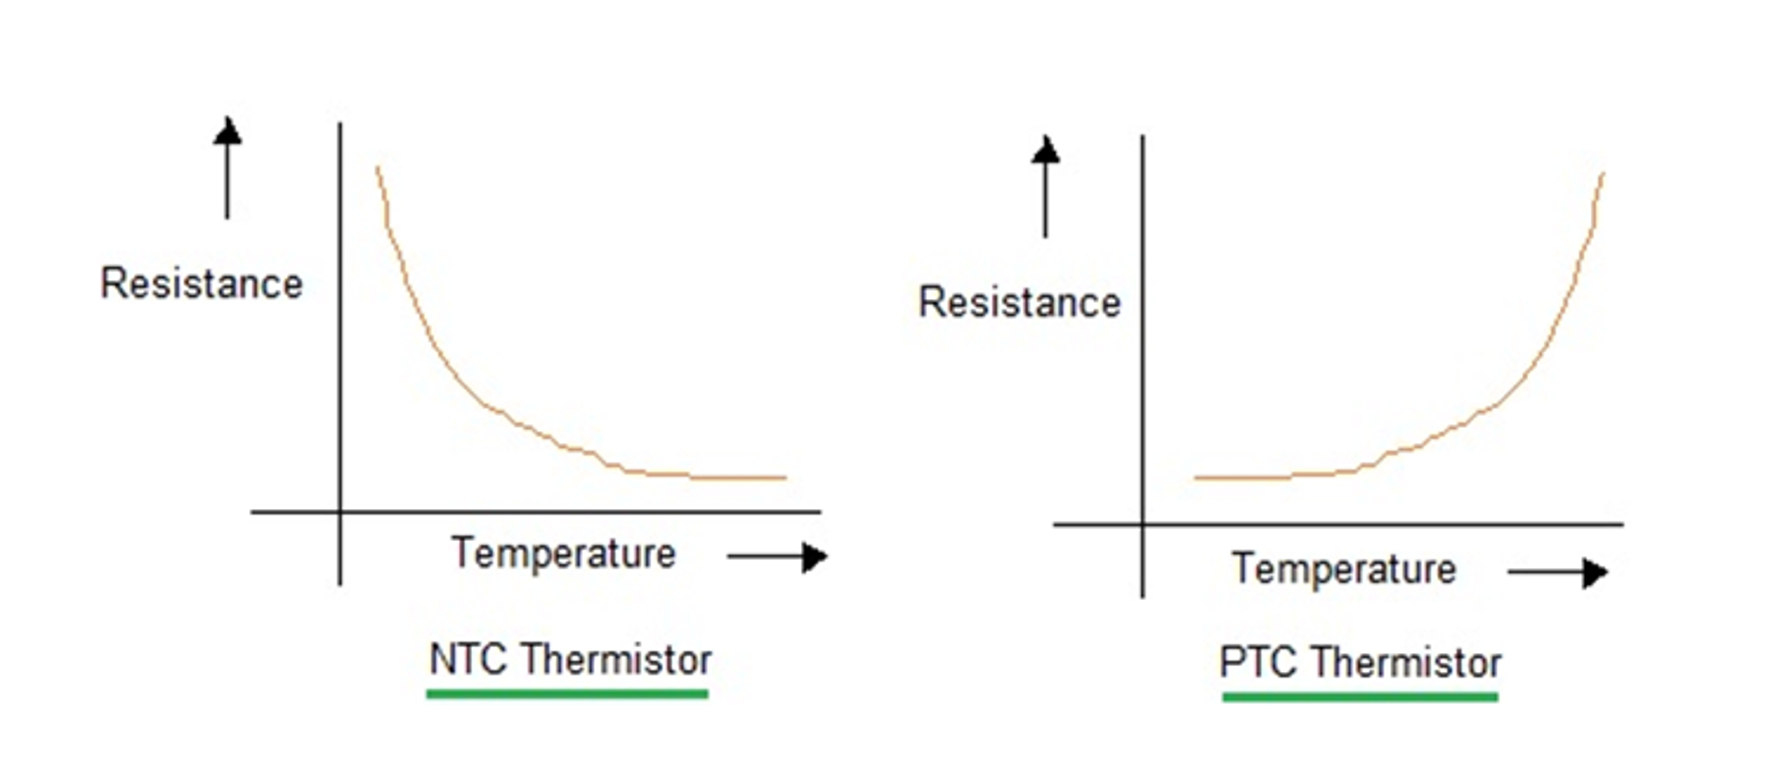 Resistance
Temperature
NTC Thermistor
Resistance
Temperature
PTC Thermistor